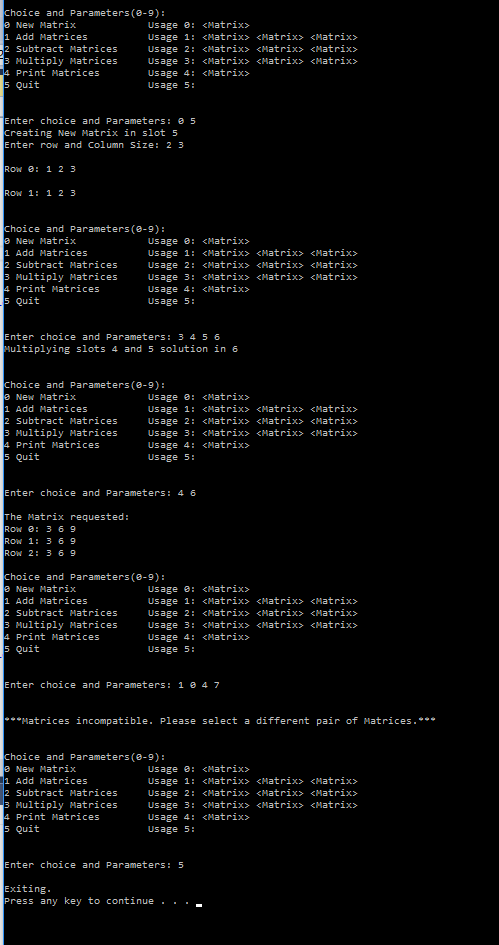 Choice and Parameters(0-9):
0 New Matrix Usage 0: <Matrix>
1 Add Matrices Usage 1: <Matrix> <Matrix> <Matrix>
2 Subtract Matrices Usage 2: <Matrix> <Matrix> <Matrix>
3 Multiply Matrices Usage 3: <Matrix> <Matrix> <Matrix>
4 Print Matrices Usage 4: <Matrix>
5 Quit Usage 5:
Enter choice and Parameters: 0 5
Creating New Matrix in slot 5
Enter row and Column Size: 2 3
Row 0: 1 2 3
Row 1: 1 2 3
Choice and Parameters(0-9):
0 New Matrix Usage 0: <Matrix>
1 Add Matrices Usage 1: <Matrix> <Matrix> <Matrix>
2 Subtract Matrices Usage 2: <Matrix> <Matrix> <Matrix>
3 Multiply Matrices Usage 3: <Matrix> <Matrix> <Matrix>
4 Print Matrices Usage 4: <Matrix>
5 Quit Usage 5:
Enter choice and Parameters: 3 4 5 6
Multiplying slots 4 and 5 solution in 6
Choice and Parameters(0-9):
0 New Matrix Usage 0: <Matrix>
1 Add Matrices Usage 1: <Matrix> <Matrix> <Matrix>
2 Subtract Matrices Usage 2: <Matrix> <Matrix> <Matrix>
3 Multiply Matrices Usage 3: <Matrix> <Matrix> <Matrix>
4 Print Matrices Usage 4: <Matrix>
5 Quit Usage 5:
Enter choice and Parameters: 4 6
The Matrix requested:
Row 0: 3 6 9
Row 1: 3 6 9
Row 2: 3 6 9
Choice and Parameters(0-9):
0 New Matrix Usage 0: <Matrix>
1 Add Matrices Usage 1: <Matrix> <Matrix> <Matrix>
2 Subtract Matrices Usage 2: <Matrix> <Matrix> <Matrix>
3 Multiply Matrices Usage 3: <Matrix> <Matrix> <Matrix>
4 Print Matrices Usage 4: <Matrix>
5 Quit Usage 5:
Enter choice and Parameters: 1 0 4 7
***Matrices incompatible. Please select a different pair of Matrices.***
Choice and Parameters(0-9):
0 New Matrix Usage 0: <Matrix>
1 Add Matrices Usage 1: <Matrix> <Matrix> <Matrix>
2 Subtract Matrices Usage 2: <Matrix> <Matrix> <Matrix>
3 Multiply Matrices Usage 3: <Matrix> <Matrix> <Matrix>
4 Print Matrices Usage 4: <Matrix>
5 Quit Usage 5:
Enter choice and Parameters: 5
Exiting.
Press any key to continue . . .